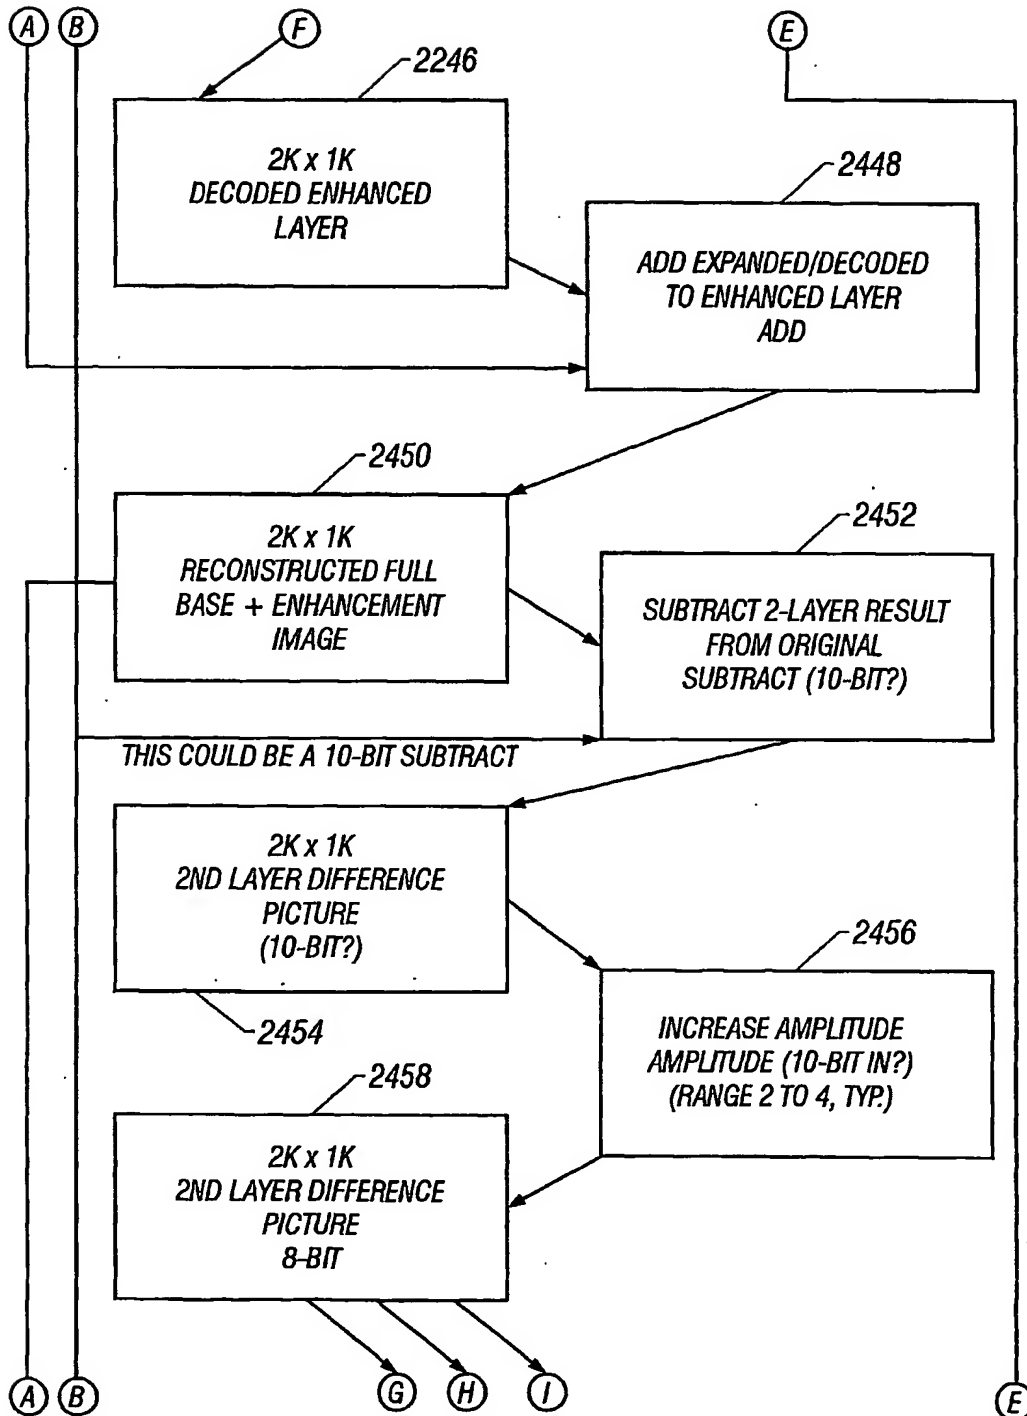 A B F E
2246
2K x 1K
DECODED ENHANCED
LAYER
2448
ADD EXPANDED/DECODED
TO ENHANCED LAYER
ADD
2450
2K x 1K
RECONSTRUCTED FULL
BASE + ENHANCEMENT
IMAGE
2452
SUBTRACT 2-LAYER RESULT
FROM ORIGINAL
SUBTRACT (10-BIT?)
THIS COULD BE A 10-BIT SUBTRACT
2K x 1K
2ND LAYER DIFFERENCE
PICTURE
(10-BIT?)
2454
2456
INCREASE AMPLITUDE
AMPLITUDE (10-BIT IN?)
(RANGE 2 TO 4, TYP.)
2458
2K x 1K
2ND LAYER DIFFERENCE
PICTURE
8-BIT
A B G H I E